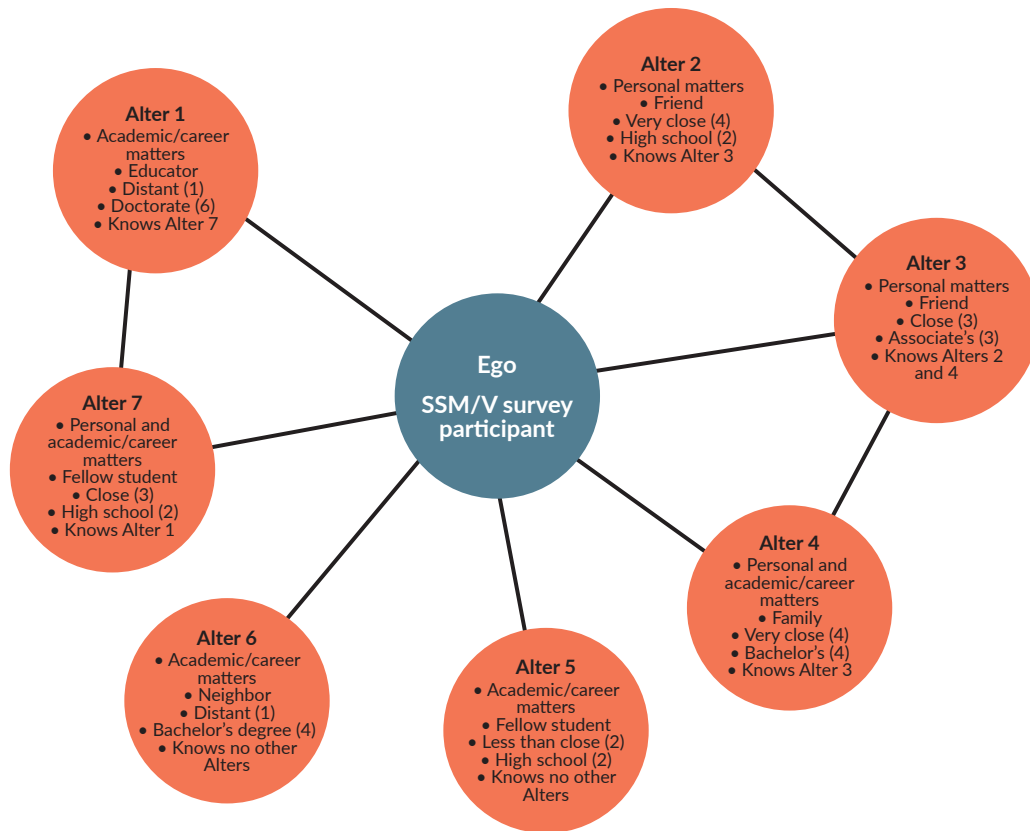 Alter 1
• Academic/career
matters
• Educator
• Distant (1)
• Doctorate (6)
• Knows Alter 7
Alter 2
• Personal matters
• Friend
• Very close (4)
• High school (2)
• Knows Alter 3
Alter 3
• Personal matters
• Friend
• Close (3)
• Associate's (3)
• Knows Alters 2
and 4
Ego
SSM/V survey
participant
Alter 7
• Personal and
academic/career
matters
• Fellow student
• Close (3)
• High school (2)
• Knows Alter 1
Alter 4
• Personal and
academic/career
matters
• Family
• Very close (4)
• Bachelor's (4)
• Knows Alter 3
Alter 6
• Academic/career
matters
• Neighbor
• Distant (1)
• Bachelor's degree (4)
• Knows no other
Alters
Alter 5
• Academic/career
matters
• Fellow student
• Less than close (2)
• High school (2)
• Knows no other
Alters